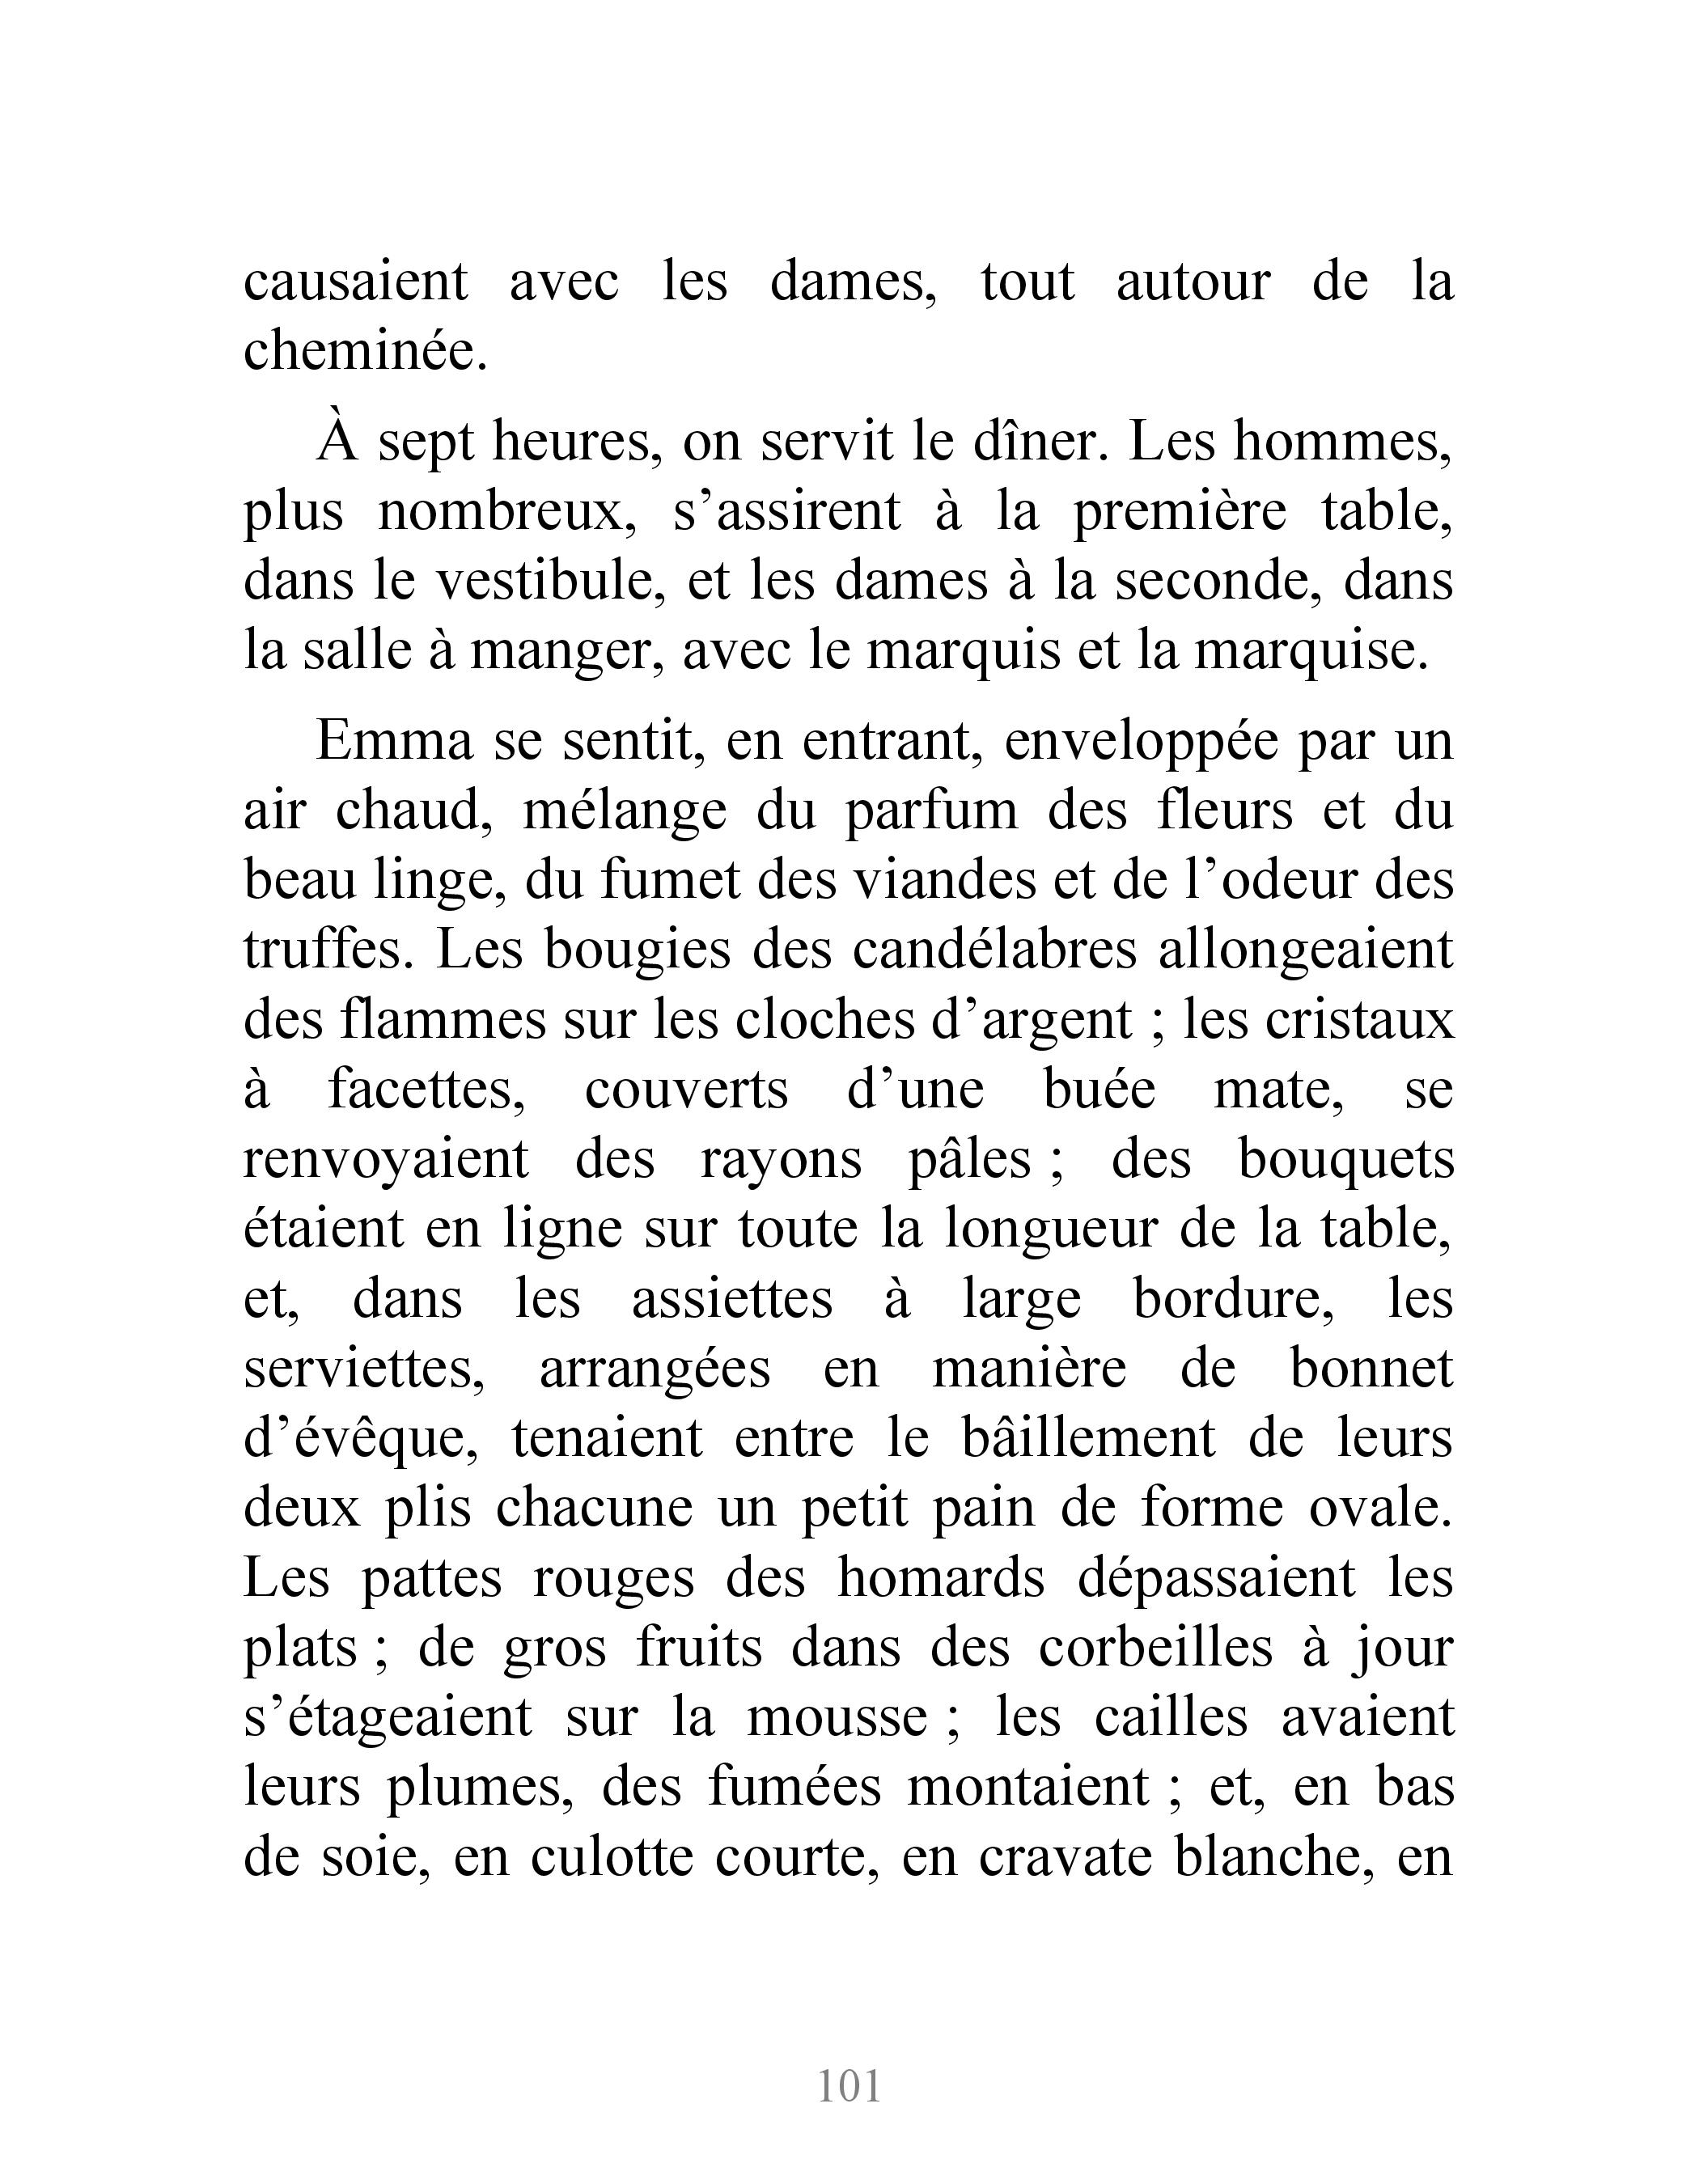 causaient avec les dames, tout autour de la
cheminée.
À sept heures, on servit le dîner. Les hommes,
plus nombreux, s’assirent à la première table,
dans le vestibule, et les dames à la seconde, dans
la salle à manger, avec le marquis et la marquise.
Emma se sentit, en entrant, enveloppée par un
air chaud, mélange du parfum des fleurs et du
beau linge, du fumet des viandes et de l’odeur des
truffes. Les bougies des candélabres allongeaient
des flammes sur les cloches d’argent ; les cristaux
à facettes, couverts d’une buée mate, se
renvoyaient des rayons pâles ; des bouquets
étaient en ligne sur toute la longueur de la table,
et, dans les assiettes à large bordure, les
serviettes, arrangées en manière de bonnet
d’évêque, tenaient entre le bâillement de leurs
deux plis chacune un petit pain de forme ovale.
Les pattes rouges des homards dépassaient les
plats ; de gros fruits dans des corbeilles à jour
s’étageaient sur la mousse ; les cailles avaient
leurs plumes, des fumées montaient ; et, en bas
de soie, en culotte courte, en cravate blanche, en
101